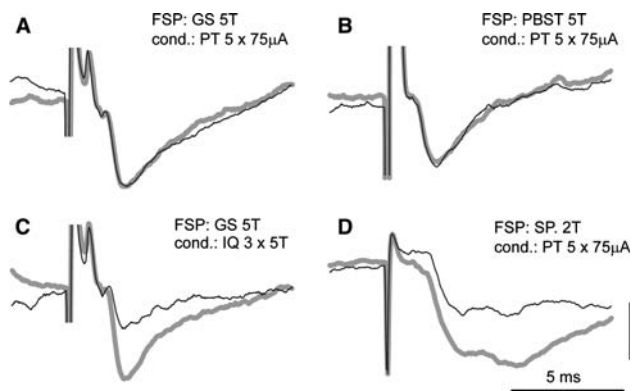 A
FSP: GS 5T
cond.: PT 5 x 75µA
B
FSP: PBST 5T
cond.: PT 5 x 75µA
C
FSP: GS 5T
cond.: IQ 3 x 5T
D
FSP: SP. 2T
cond.: PT 5 x 75µA
5 ms